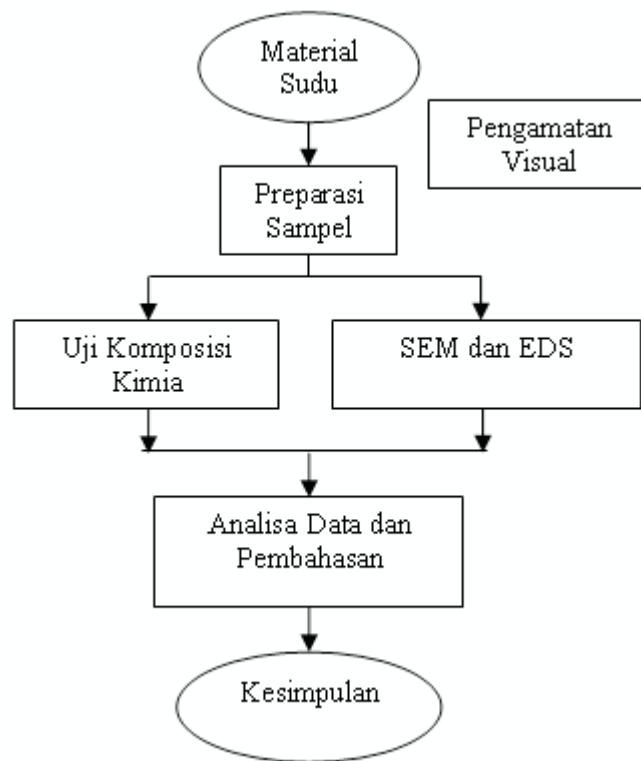 Material
Sudu
Pengamatan
Visual
Preparasi
Sampel
Uji Komposisi
Kimia
SEM dan EDS
Analisa Data dan
Pembahasan
Kesimpulan